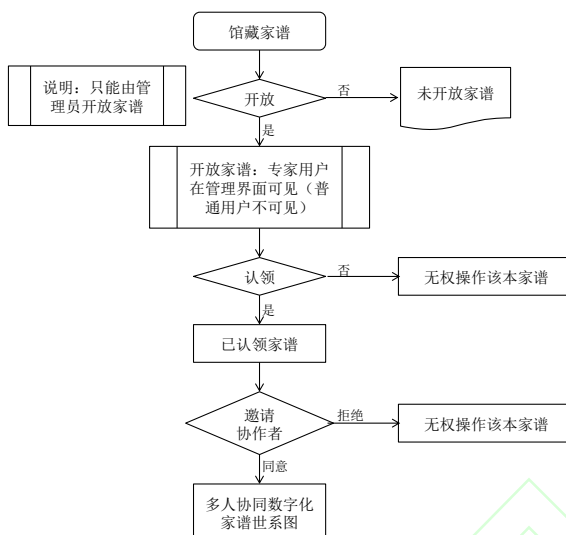 馆藏家谱
说明：只能由管
理员开放家谱
开放
否
未开放家谱
是
开放家谱：专家用户
在管理界面可见（普
通用户不可见）
认领
否
无权操作该本家谱
是
已认领家谱
邀请
协作者
拒绝
无权操作该本家谱
同意
多人协同数字化
家谱世系图